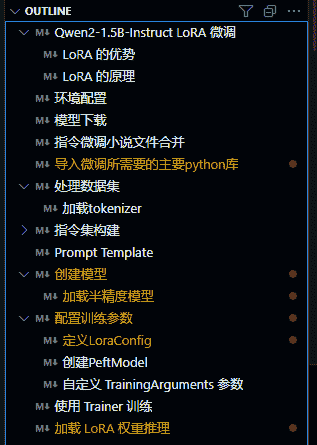 OUTLINE
M↓ Qwen2-1.5B-Instruct LoRA 微调
M↓ LoRA 的优势
M↓ LoRA 的原理
M↓ 环境配置
M↓ 模型下载
M↓ 指令微调小说文件合并
M↓ 导入微调所需要的主要python库
M↓ 处理数据集
M↓ 加载tokenizer
M↓ 指令集构建
M↓ Prompt Template
M↓ 创建模型
M↓ 加载半精度模型
M↓ 配置训练参数
M↓ 定义LoraConfig
M↓ 创建PeftModel
M↓ 自定义 TrainingArguments 参数
M↓ 使用 Trainer 训练
M↓ 加载 LoRA 权重推理